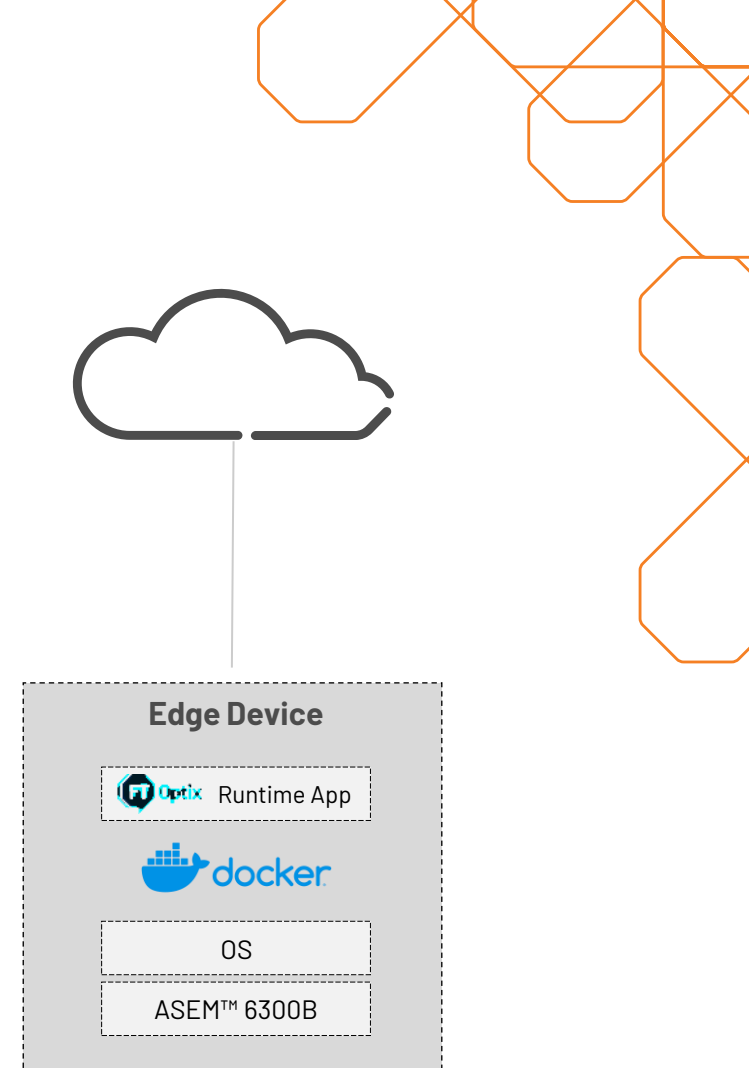 Edge Device
FT Optix Runtime App
docker
OS
ASEM™ 6300B